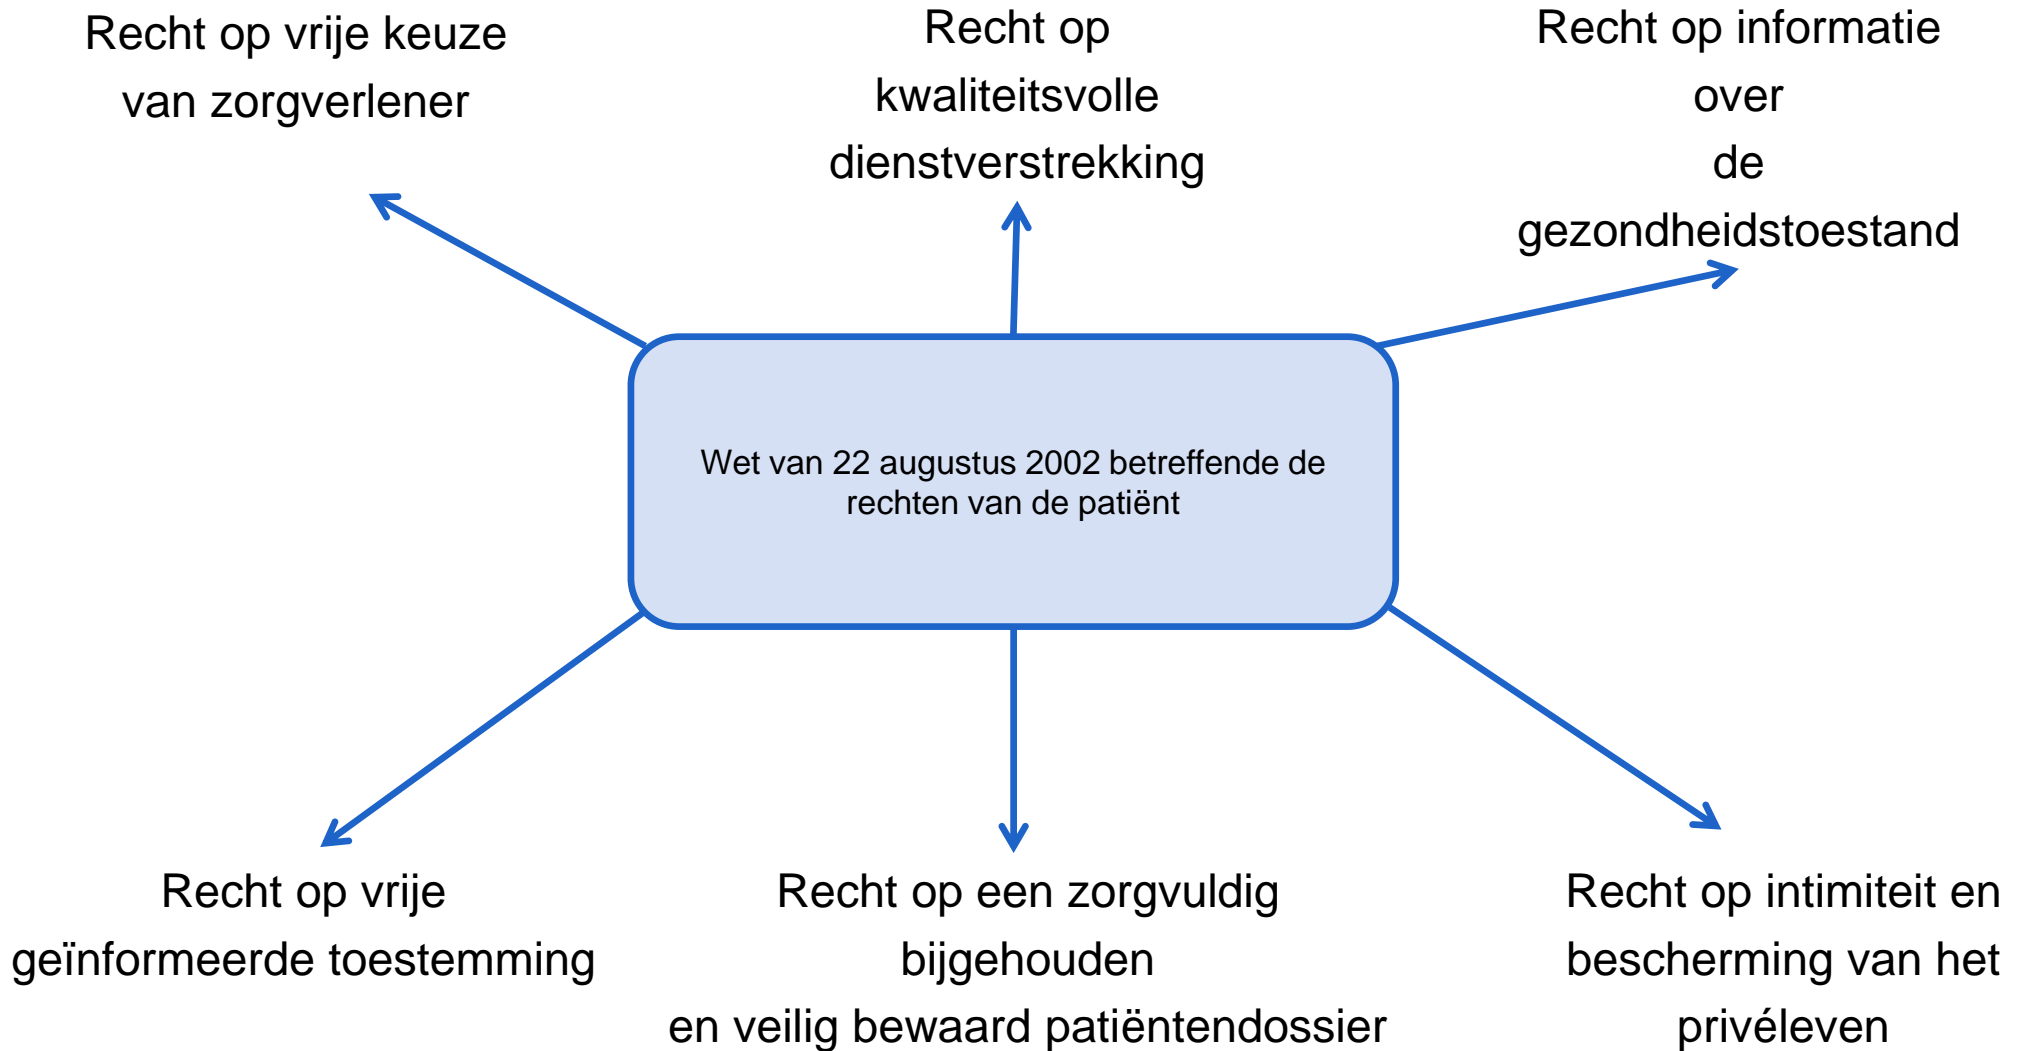 Recht op vrije keuze
van zorgverlener
Recht op
kwaliteitsvolle
dienstverstrekking
Recht op informatie
over
de
gezondheidstoestand
Wet van 22 augustus 2002 betreffende de
rechten van de patiënt
Recht op vrije
geïnformeerde toestemming
Recht op een zorgvuldig
bijgehouden
en veilig bewaard patiëntendossier
Recht op intimiteit en
bescherming van het
privéleven